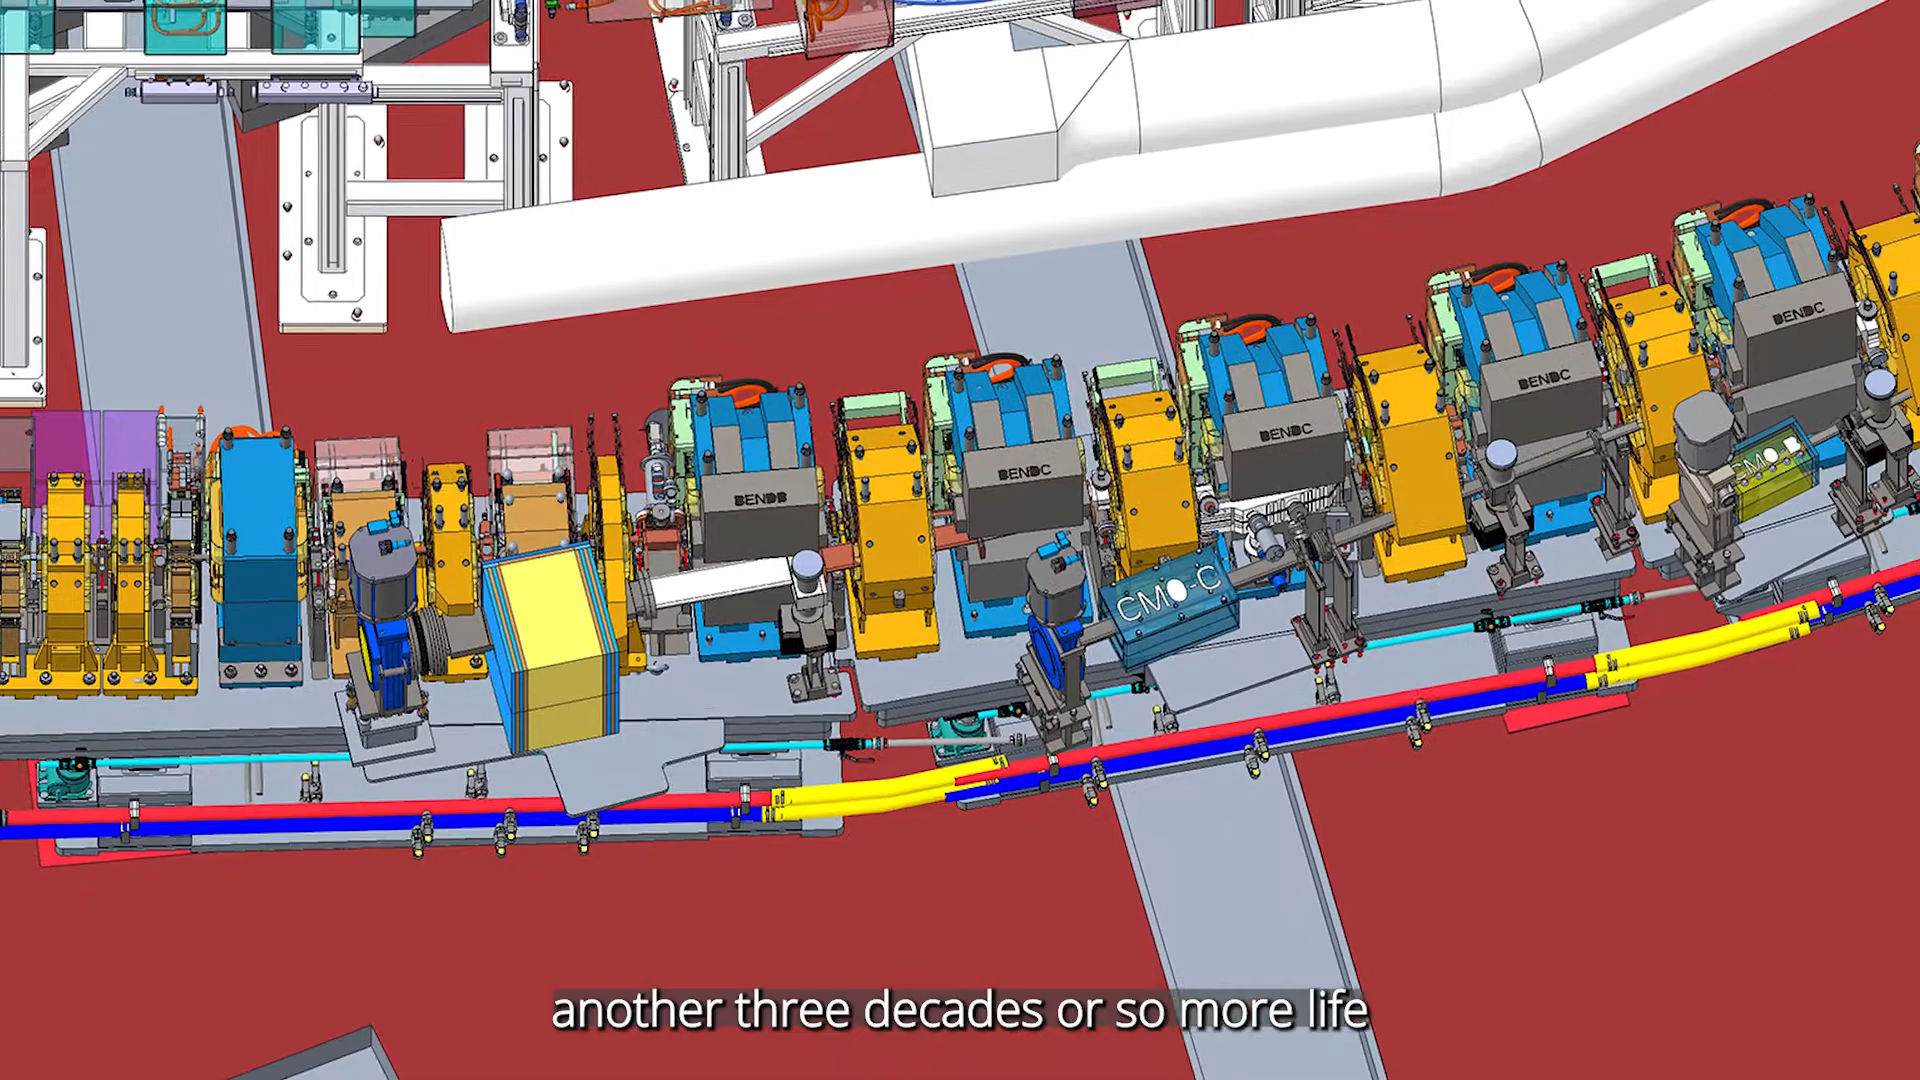 BENDC
BENDC
BENDC
BENDC
BENDB
CMO-C
another three decades or so more life